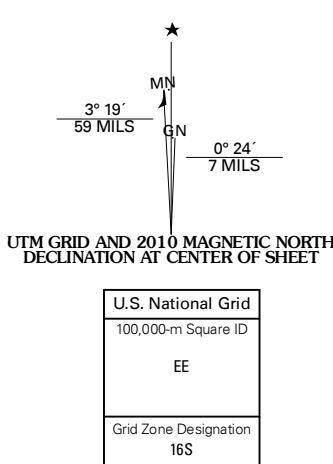 ★
MN
3° 19´
59 MILS
GN
0° 24´
7 MILS
UTM GRID AND 2010 MAGNETIC NORTH
DECLINATION AT CENTER OF SHEET
U.S. National Grid
100,000-m Square ID
EE
Grid Zone Designation
16S